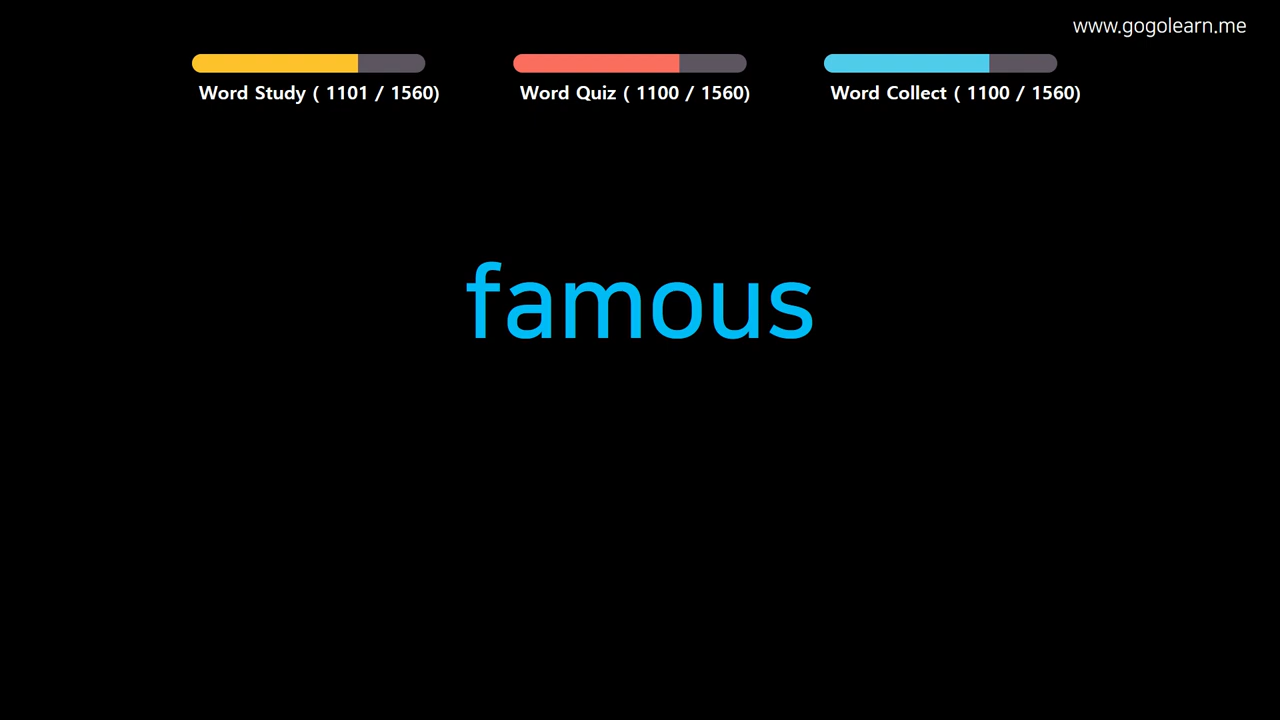 www.gogolearn.me
Word Study ( 1101 / 1560)
Word Quiz ( 1100 / 1560)
Word Collect ( 1100 / 1560)
famous